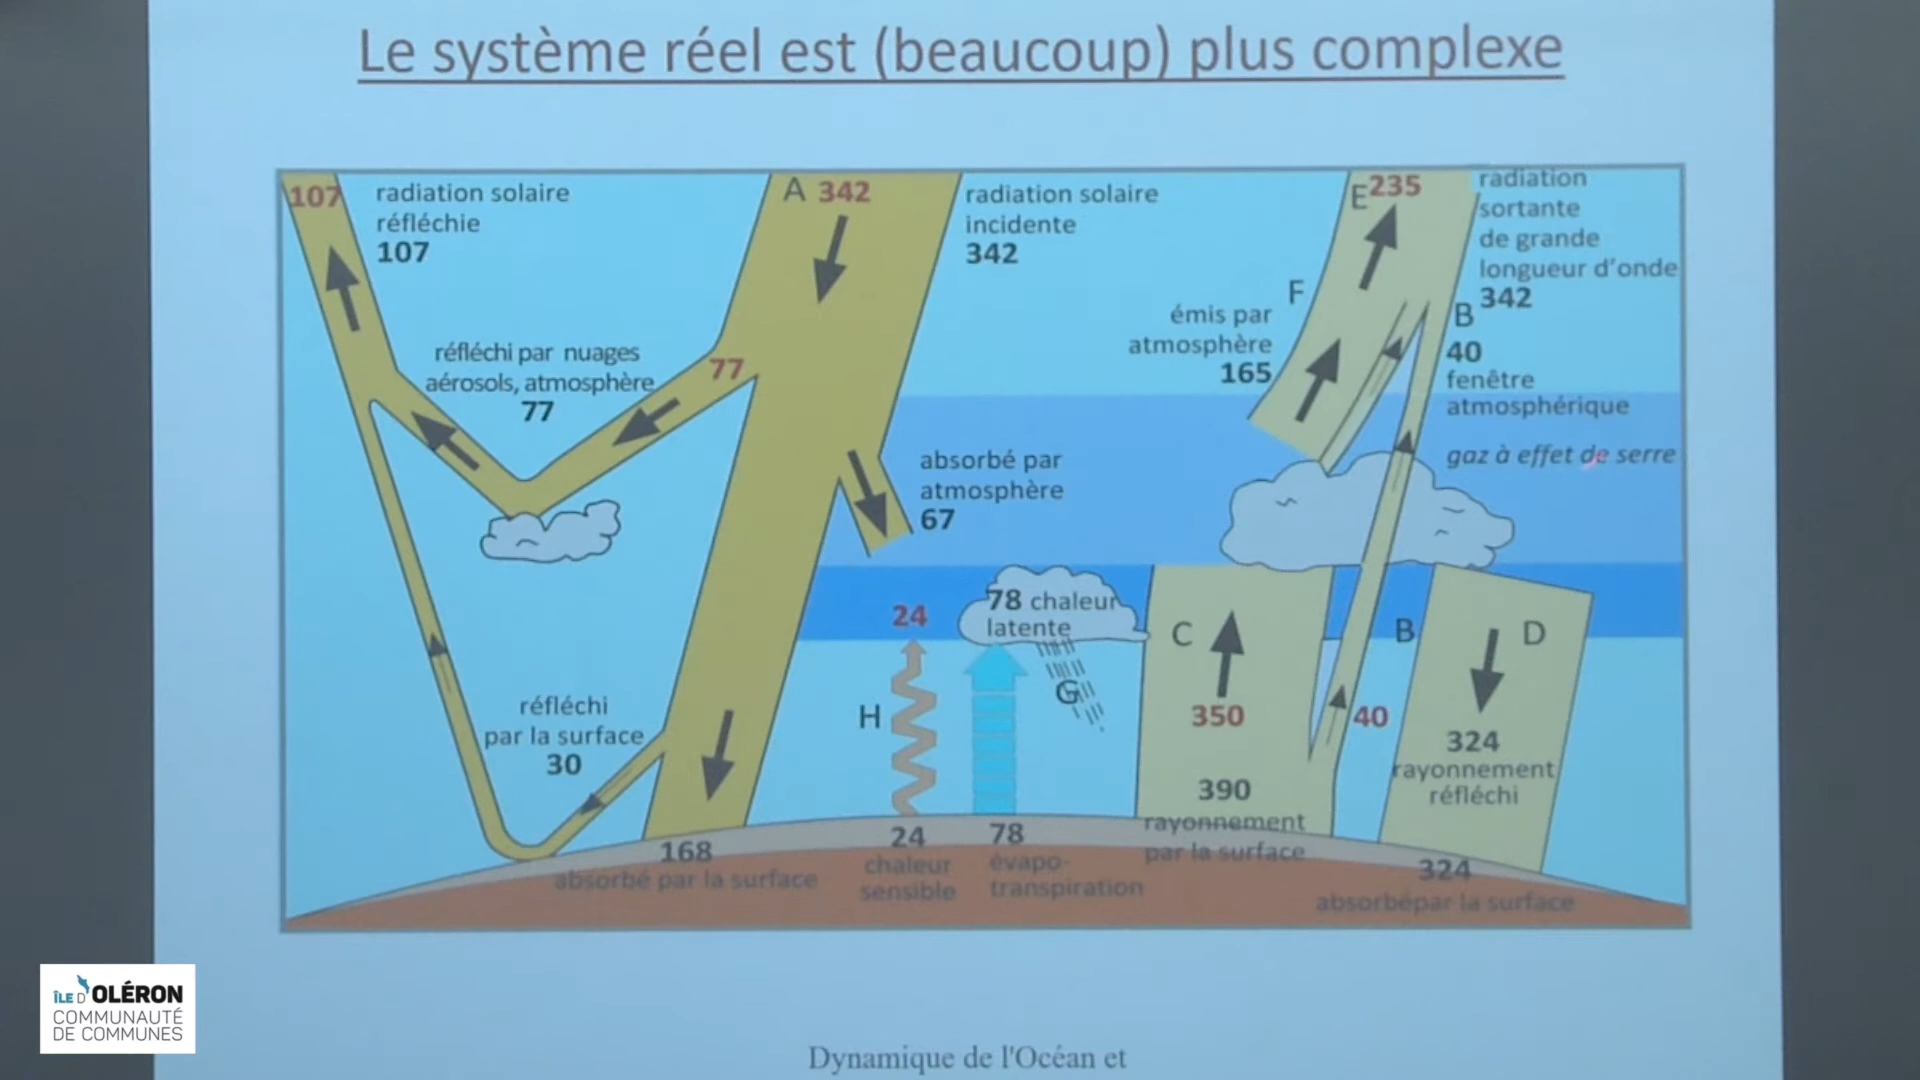 Le système réel est (beaucoup) plus complexe
107
radiation solaire
réfléchie
107
A 342
radiation solaire
incidente
342
E 235
radiation
sortante
de grande
longueur d'onde
342
F
émis par
atmosphère
165
B
40
fenêtre
atmosphérique
gaz à effet de serre
réfléchi par nuages
aérosols, atmosphère
77
77
absorbé par
atmosphère
67
24
78 chaleur
latente
C
B
D
H
G
350
40
324
rayonnement
réfléchi
réfléchi
par la surface
30
390
rayonnement
par la surface
168
absorbé par la surface
24
chaleur
sensible
78
évapo-
transpiration
324
absorbépar la surface
ÎLE D'OLÉRON
COMMUNAUTÉ
DE COMMUNES
Dynamique de l'Océan et